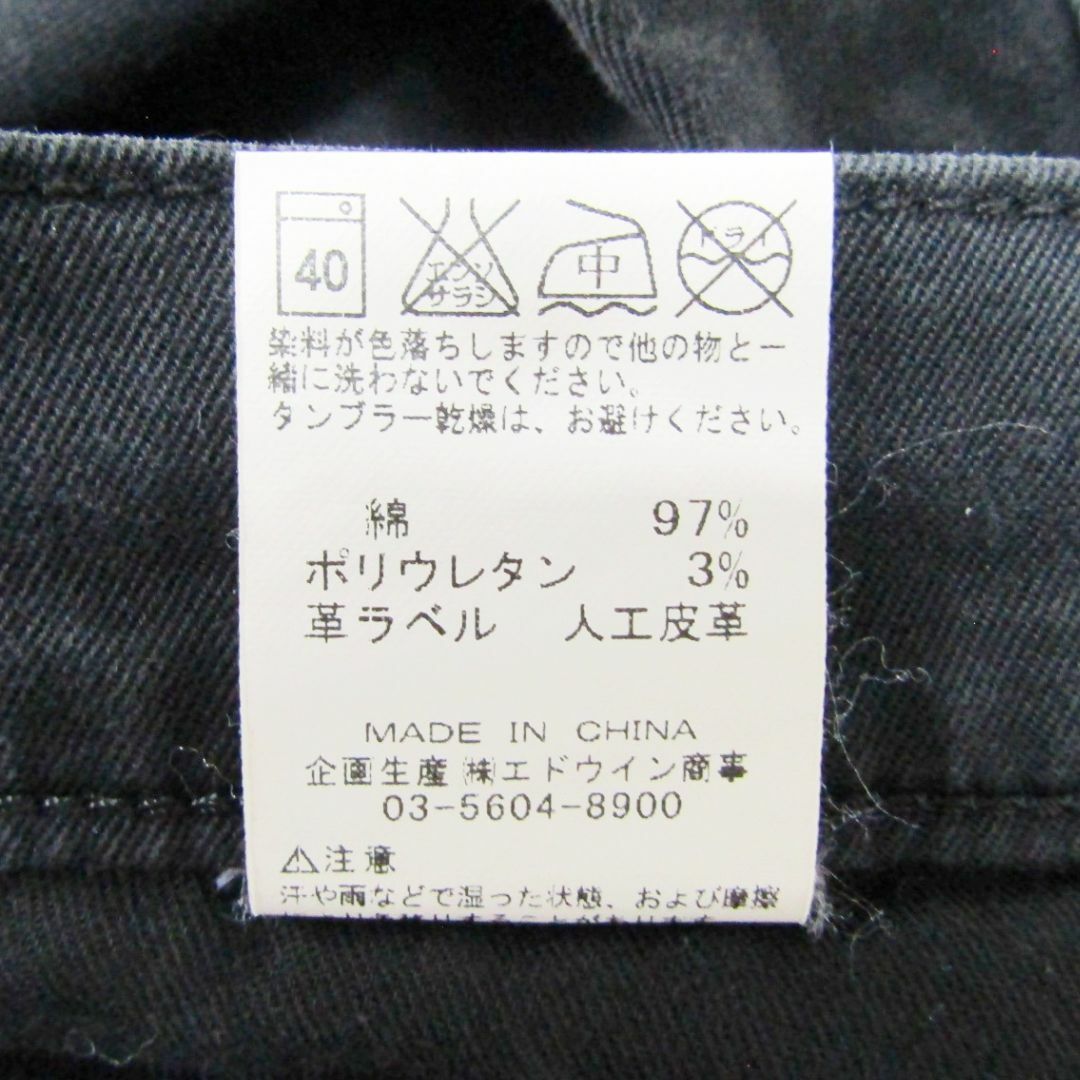 40
エンソ
サラシ
中
ドライ
染料が色落ちしますので他の物と一
緒に洗わないでください。
タンブラー乾燥は、お避けください。
綿 97%
ポリウレタン 3%
革ラベル 人工皮革
MADE IN CHINA
企画生産㈱エドウイン商事
03-5604-8900
⚠注意
汗や雨などで湿った状態、および摩擦